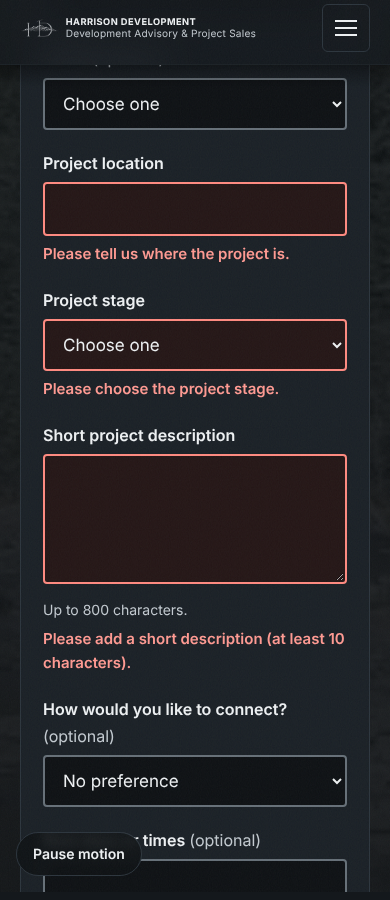 HARRISON DEVELOPMENT
Development Advisory & Project Sales
Choose one
Project location
Please tell us where the project is.
Project stage
Choose one
Please choose the project stage.
Short project description
Up to 800 characters.
Please add a short description (at least 10
characters).
How would you like to connect?
(optional)
No preference
times (optional)
Pause motion